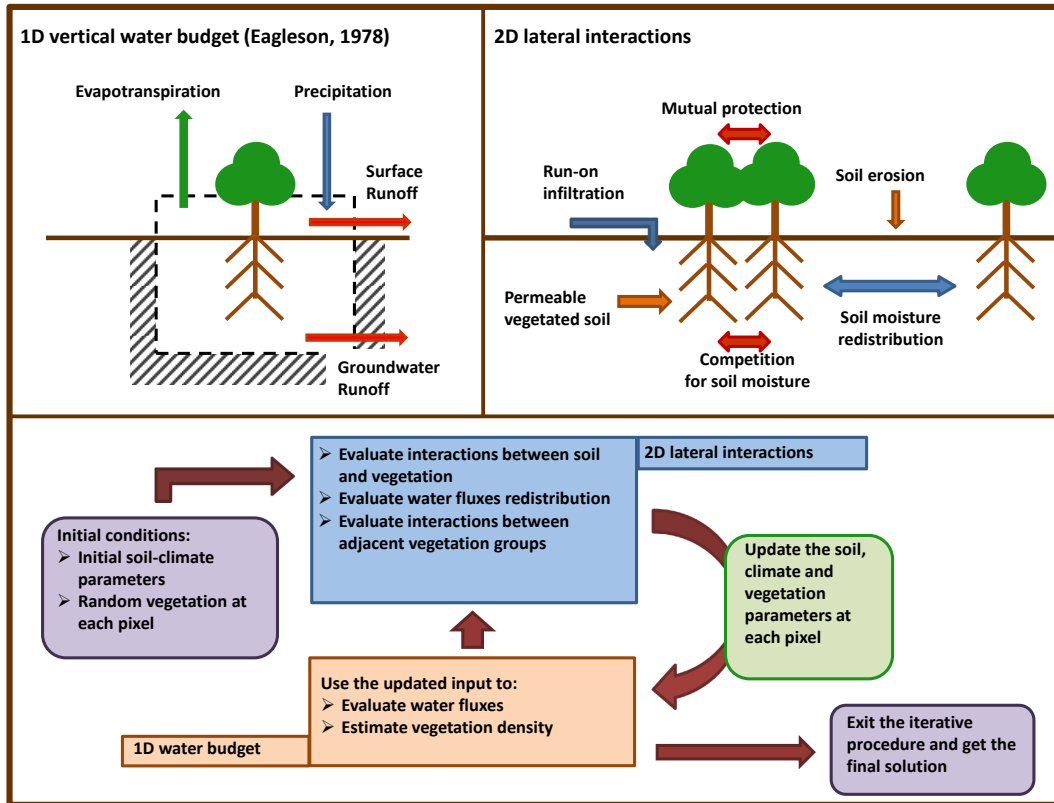 1D vertical water budget (Eagleson, 1978)
Evapotranspiration
Precipitation
Surface
Runoff
Groundwater
Runoff
2D lateral interactions
Mutual protection
Run-on
infiltration
Soil erosion
Permeable
vegetated soil
Soil moisture
redistribution
Competition
for soil moisture
Initial conditions:
➢ Initial soil-climate
parameters
➢ Random vegetation at
each pixel
➢ Evaluate interactions between soil
and vegetation
➢ Evaluate water fluxes redistribution
➢ Evaluate interactions between
adjacent vegetation groups
2D lateral interactions
Update the soil,
climate and
vegetation
parameters at
each pixel
Use the updated input to:
➢ Evaluate water fluxes
➢ Estimate vegetation density
1D water budget
Exit the iterative
procedure and get the
final solution